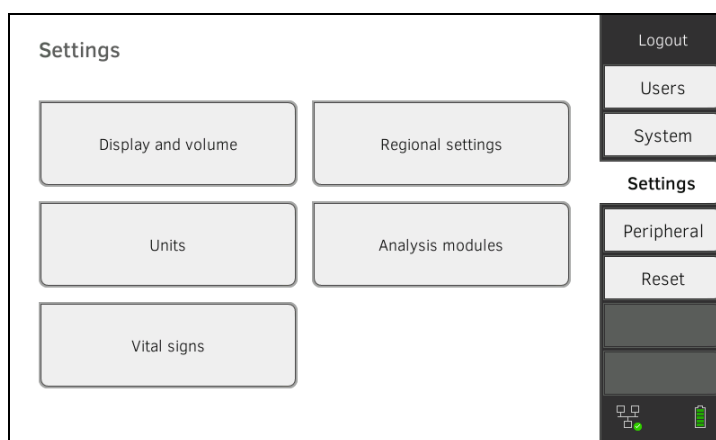 Settings
Display and volume
Regional settings
Units
Analysis modules
Vital signs
Logout
Users
System
Settings
Peripheral
Reset